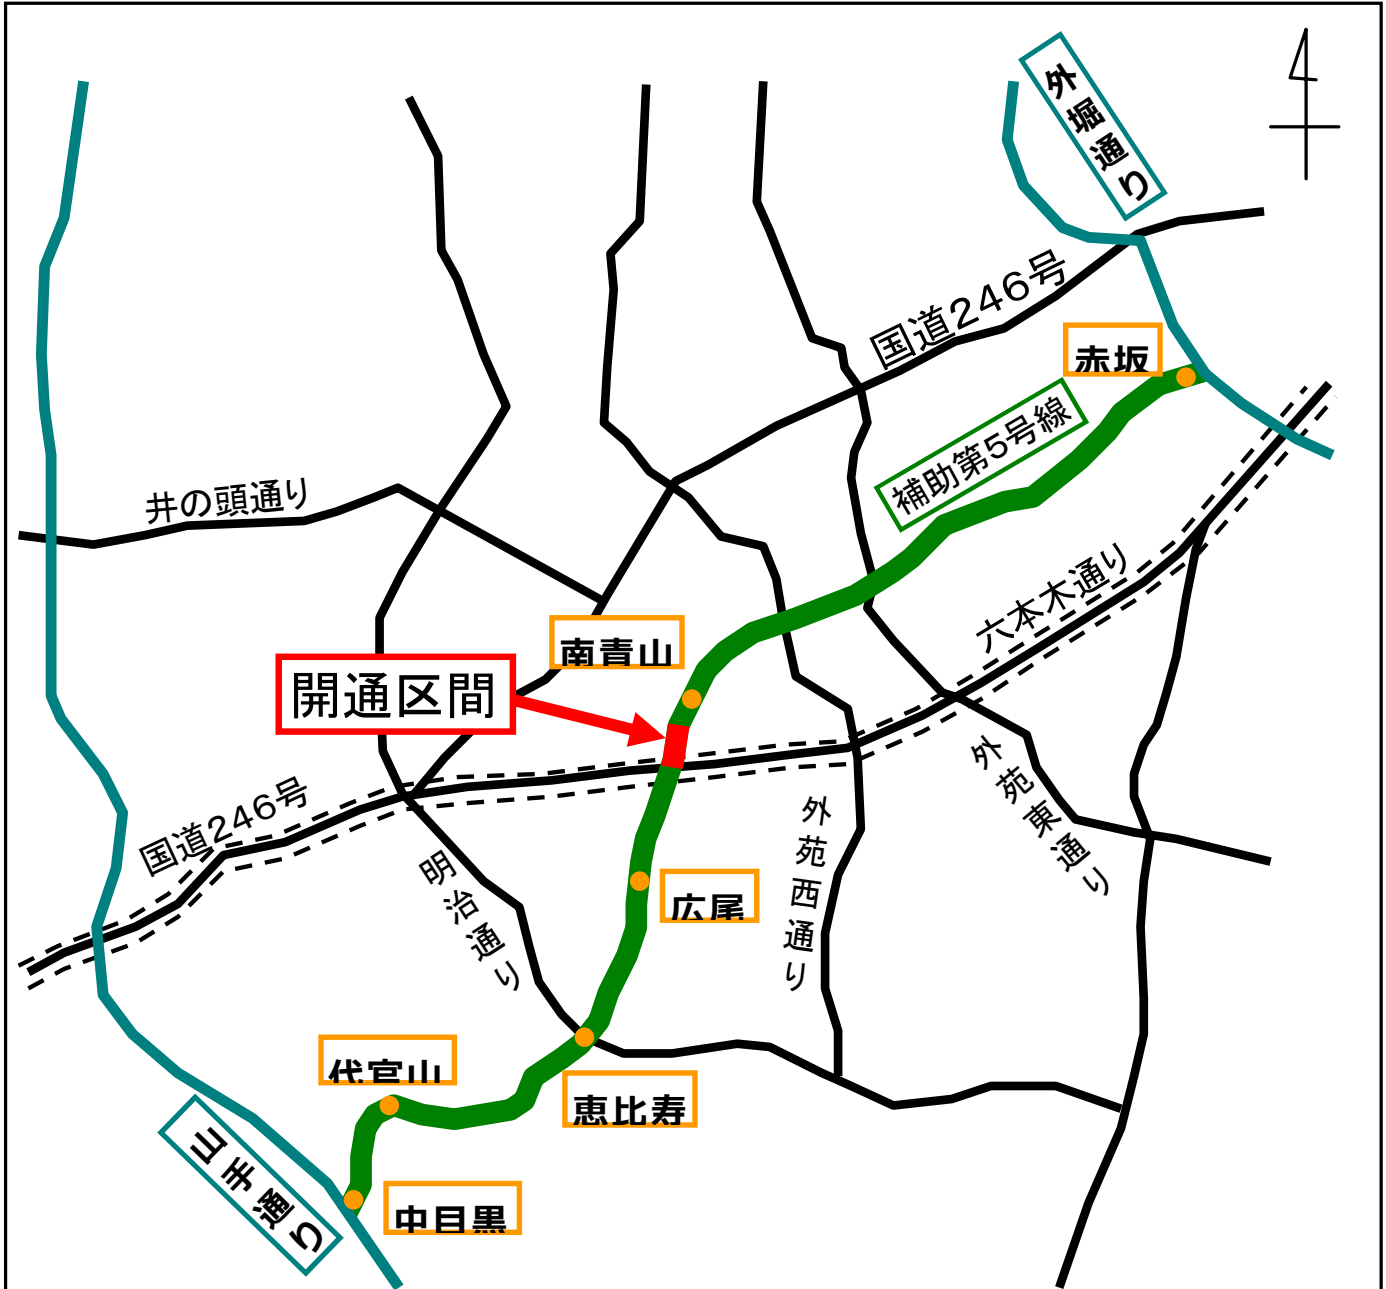 外堀通り
国道246号
赤坂
補助第5号線
井の頭通り
六本木通り
南青山
開通区間
国道246号
外苑東通り
外苑西通り
明治通り
広尾
代官山
恵比寿
山手通り
中目黒